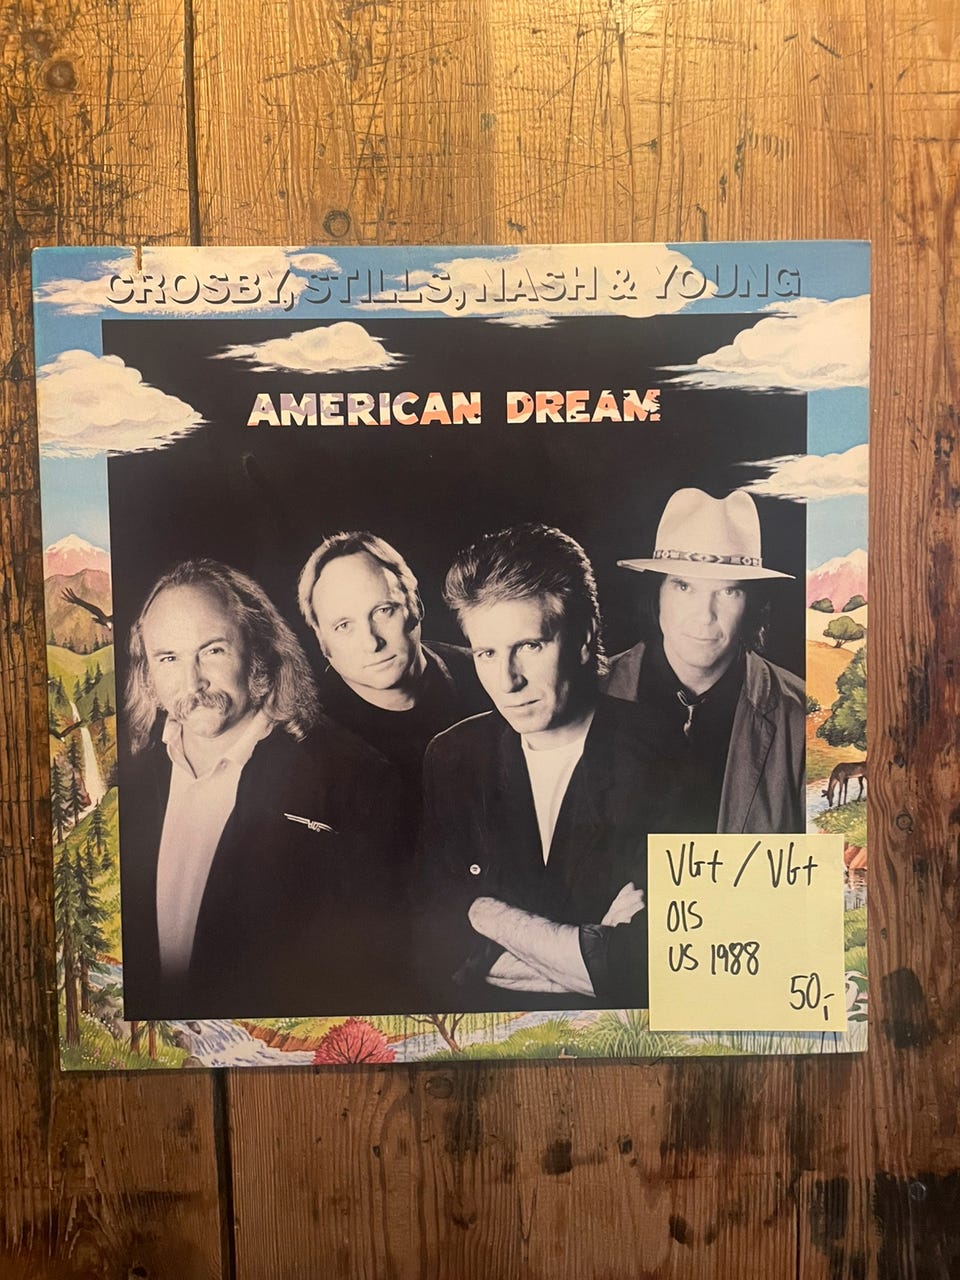 CROSBY, STILLS, NASH & YOUNG
AMERICAN DREAM
VG+ / VG+
OIS
US 1988
50,-